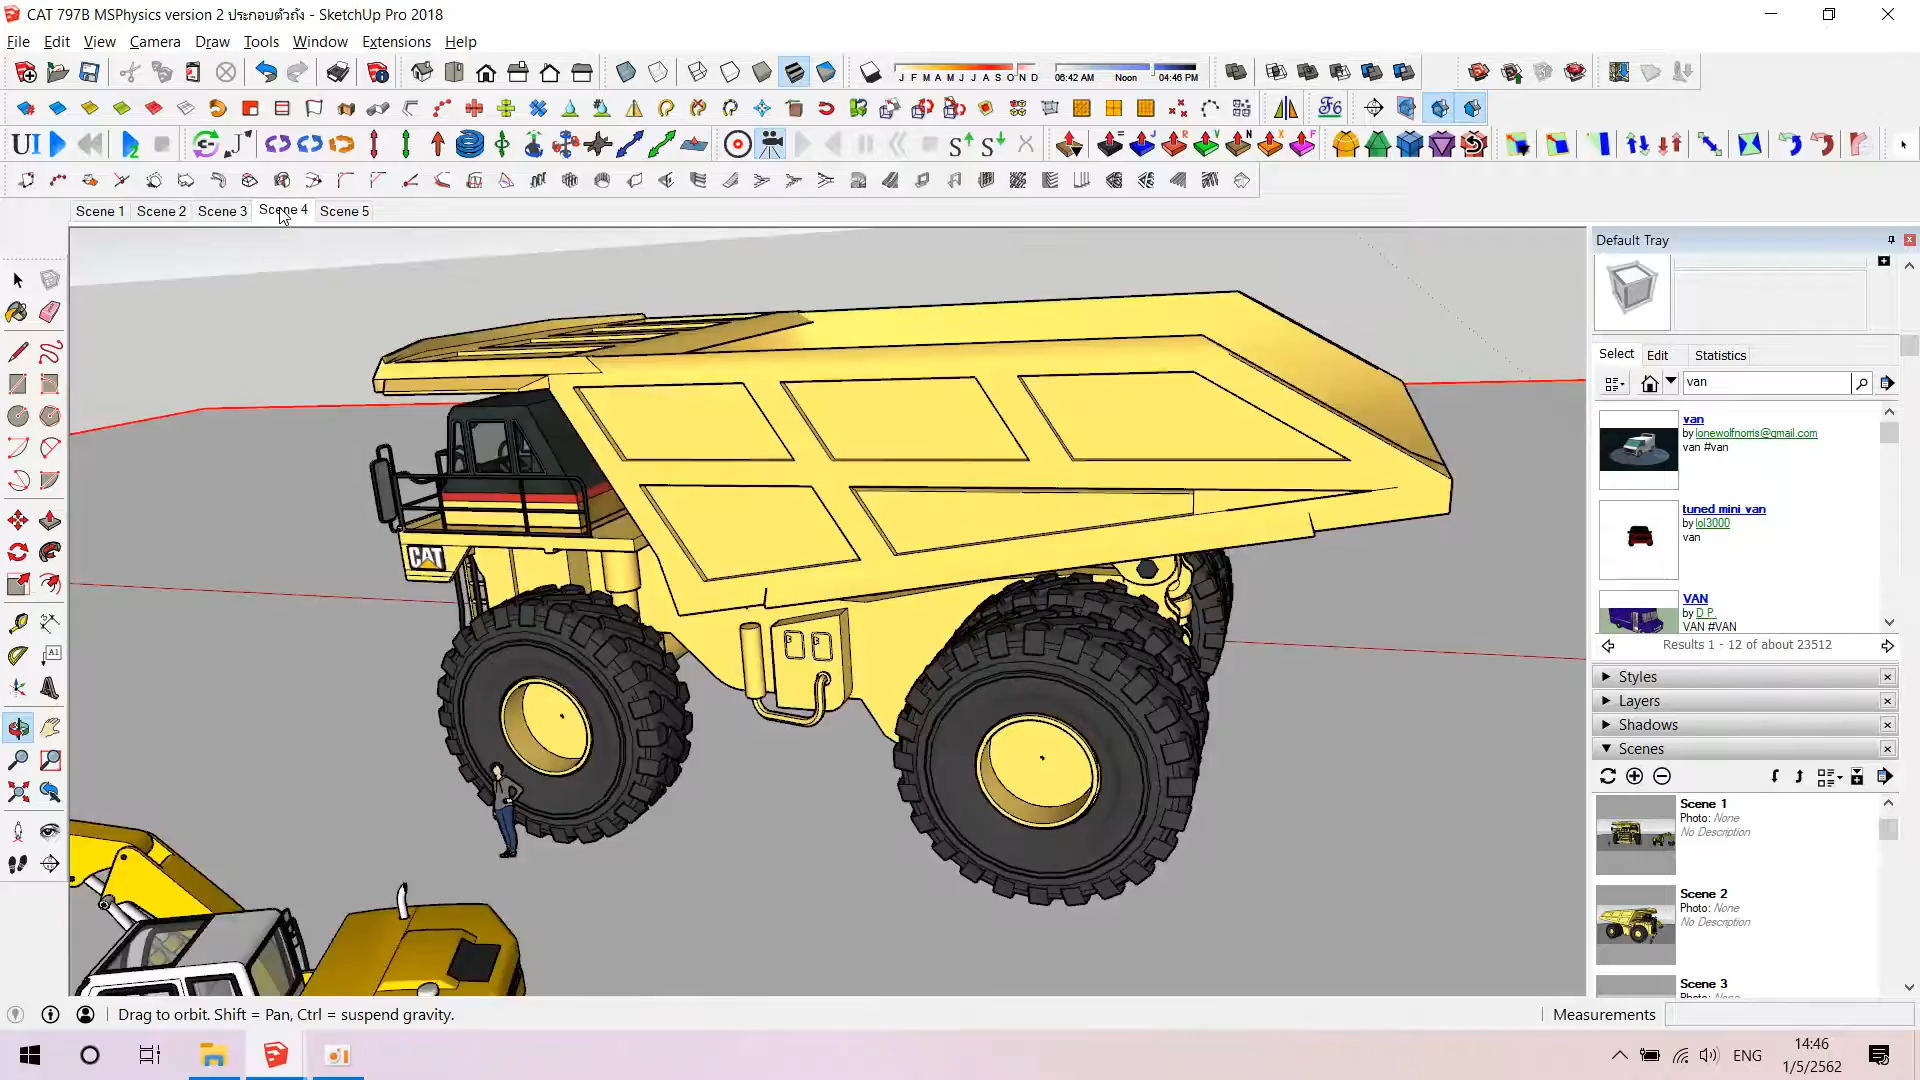 CAT 797B MSPhysics version 2 ประกอบตัวถัง - SketchUp Pro 2018
File Edit View Camera Draw Tools Window Extensions Help
J F M A M J J A S O N D 06:42 AM Noon 04:46 PM
UI
Scene 1 Scene 2 Scene 3 Scene 4 Scene 5
Default Tray
Select Edit Statistics
van
van
by lonewolfnorris@gmail.com
van #van
tuned mini van
by lol3000
van
VAN
by D P.
VAN #VAN
Results 1 - 12 of about 23512
Styles
Layers
Shadows
Scenes
Scene 1
Photo: None
No Description
Scene 2
Photo: None
No Description
Scene 3
Photo: None
CAT
Drag to orbit. Shift = Pan, Ctrl = suspend gravity.
Measurements
ENG
14:46
1/5/2562